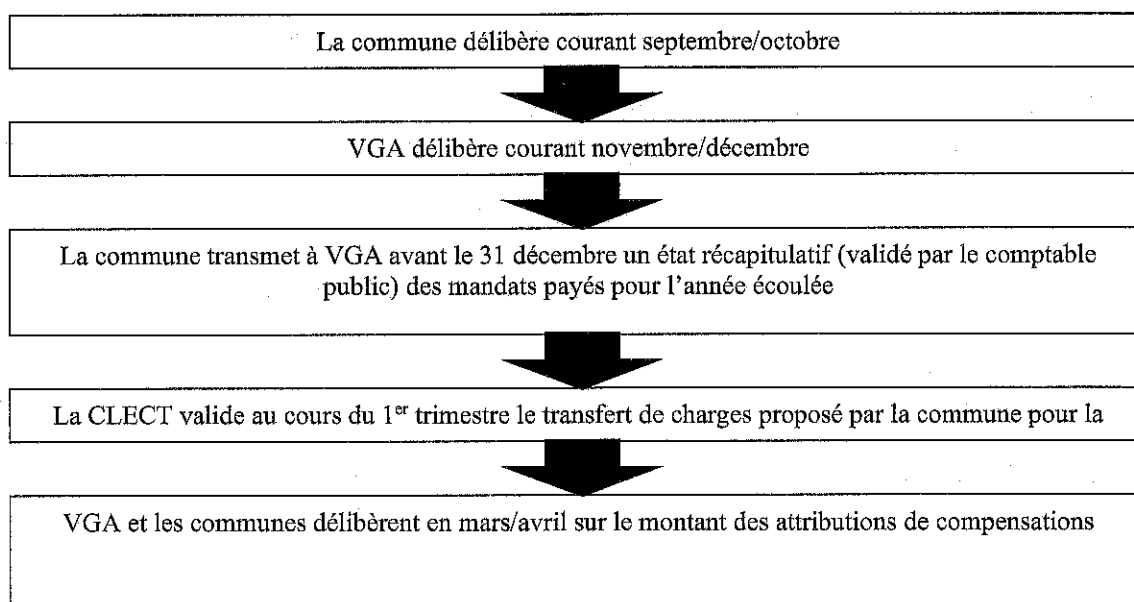 La commune délibère courant septembre/octobre
VGA délibère courant novembre/décembre
La commune transmet à VGA avant le 31 décembre un état récapitulatif (validé par le comptable
public) des mandats payés pour l'année écoulée
La CLECT valide au cours du 1er trimestre le transfert de charges proposé par la commune pour la
VGA et les communes délibèrent en mars/avril sur le montant des attributions de compensations